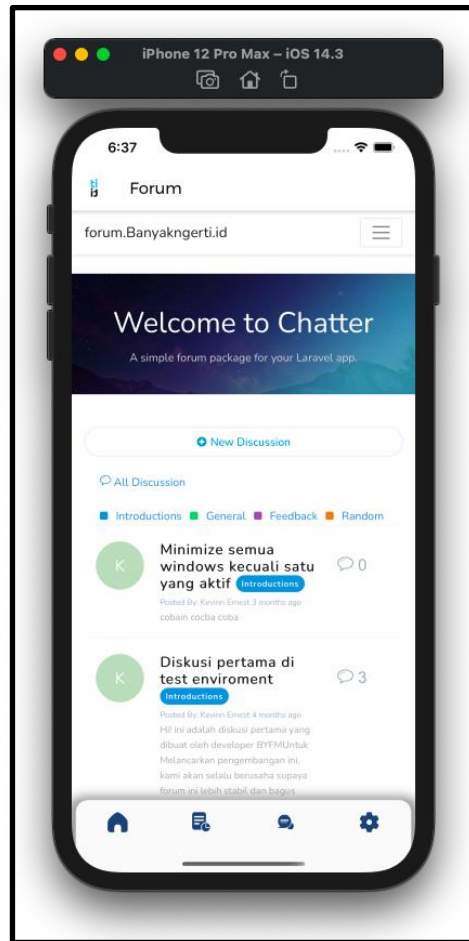 iPhone 12 Pro Max – iOS 14.3
6:37
Forum
forum.Banyakngerti.id
Welcome to Chatter
A simple forum package for your Laravel app.
New Discussion
All Discussion
Introductions General Feedback Random
K
Minimize semua
windows kecuali satu
yang aktif Introductions
0
Posted By: Kevinn Ernest 3 months ago
cobain cocba coba
K
Diskusi pertama di
test enviroment
3
Introductions
Posted By: Kevinn Ernest 4 months ago
Hi! ini adalah diskusi pertama yang
dibuat oleh developer BYFMUntuk
Melancarkan pengembangan ini,
kami akan selalu berusaha supaya
forum ini lebih stabil dan bagus